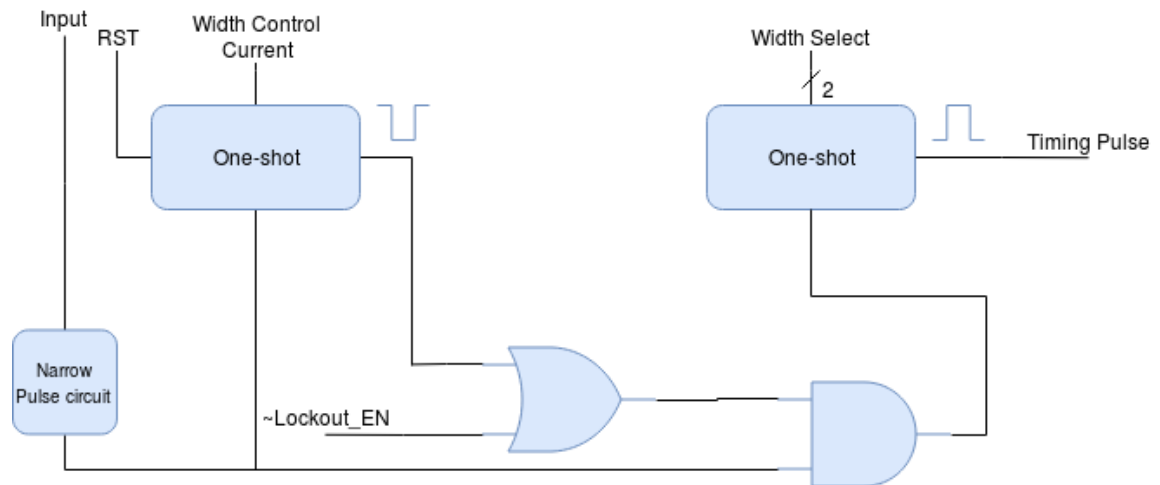 Input
RST
Width Control
Current
Width Select
2
One-shot
One-shot
Timing Pulse
Narrow
Pulse circuit
~Lockout_EN